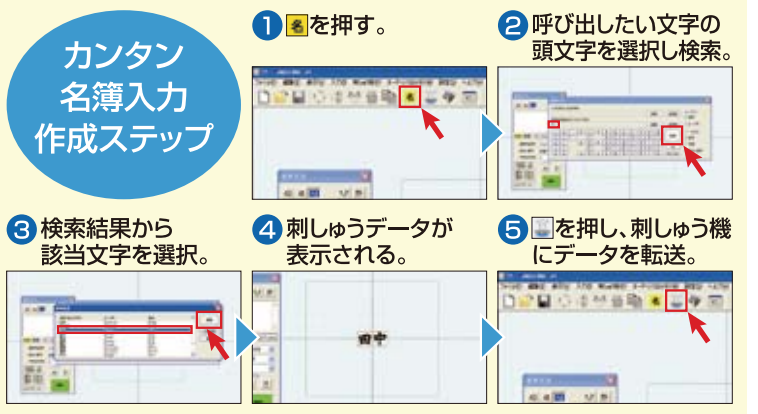 カンタン
名簿入力
作成ステップ
1 名を押す。
2 呼び出したい文字の
頭文字を選択し検索。
3 検索結果から
該当文字を選択。
4 刺しゅうデータが
表示される。
田中
5 を押し、刺しゅう機
にデータを転送。